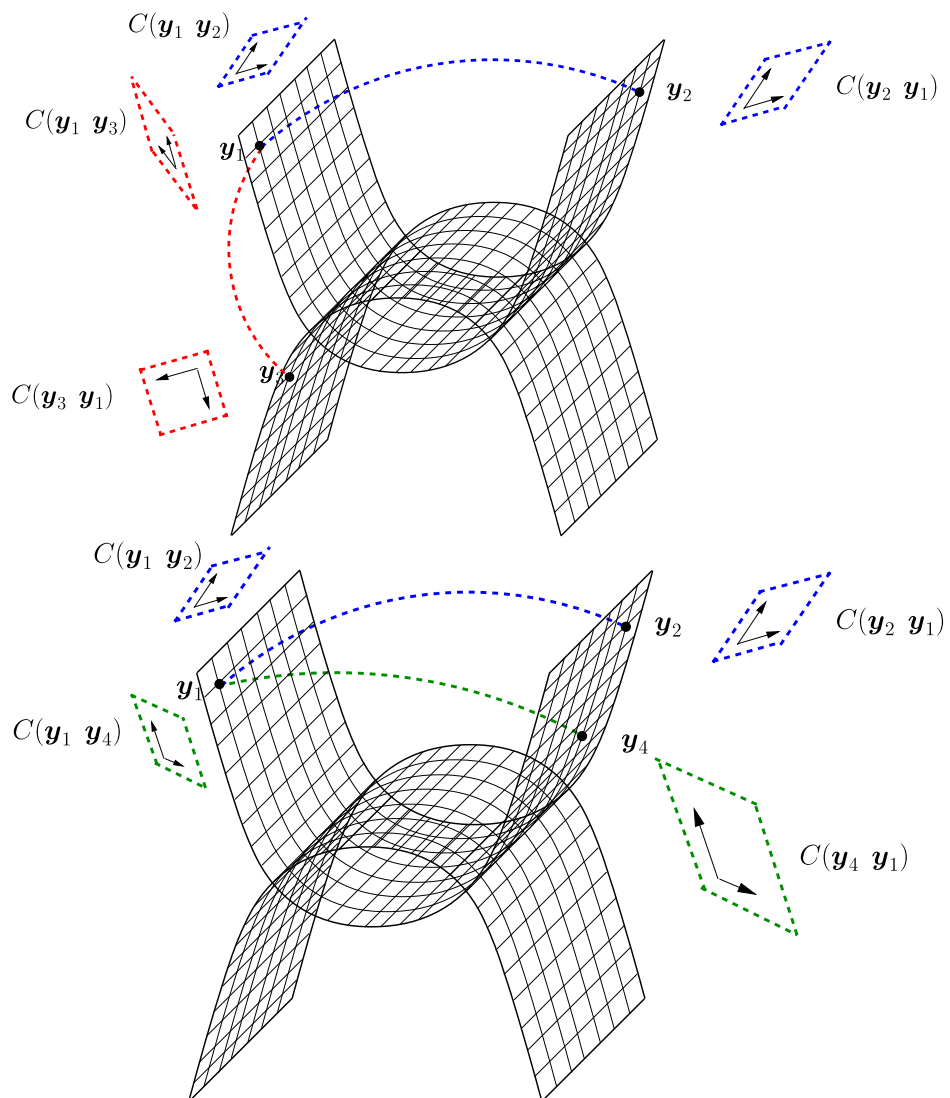 C(y₁ y₂)
y₂
C(y₂ y₁)
C(y₁ y₃)
y₁
y₃
C(y₃ y₁)
C(y₁ y₂)
y₂
C(y₂ y₁)
y₁
C(y₁ y₄)
y₄
C(y₄ y₁)